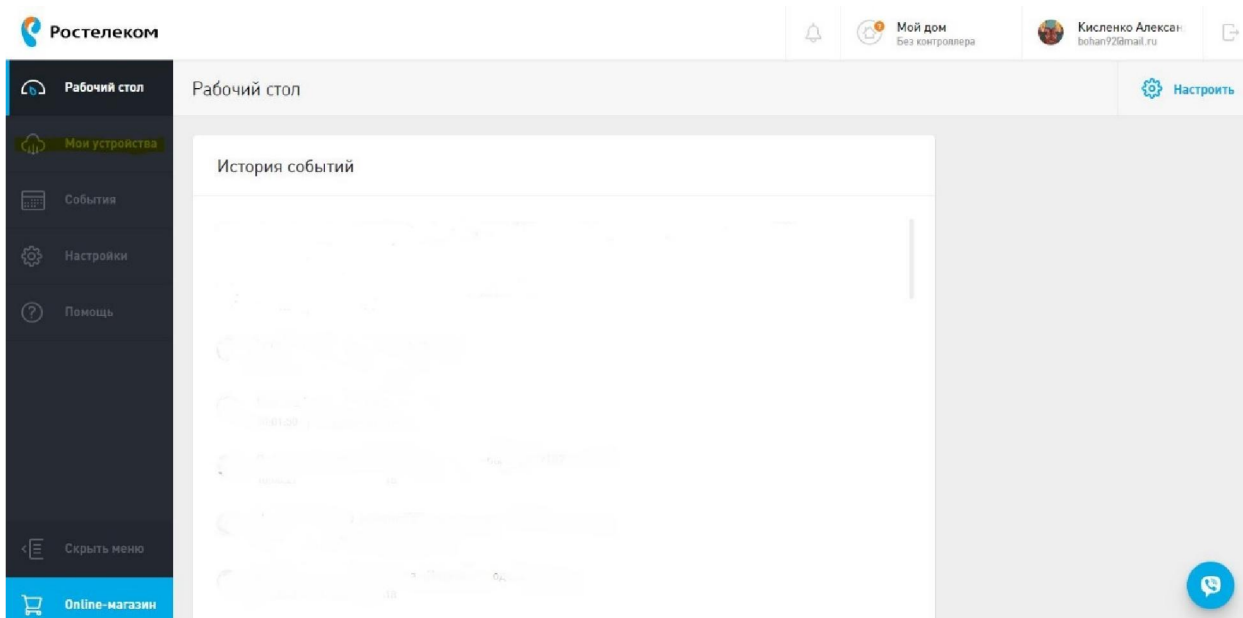 Ростелеком
Мой дом
Без контроллера
Кисленко Алексан
bohan92@mail.ru
Рабочий стол
Рабочий стол
Настроить
Мои устройства
История событий
События
Настройки
Помощь
Скрыть меню
Online-магазин